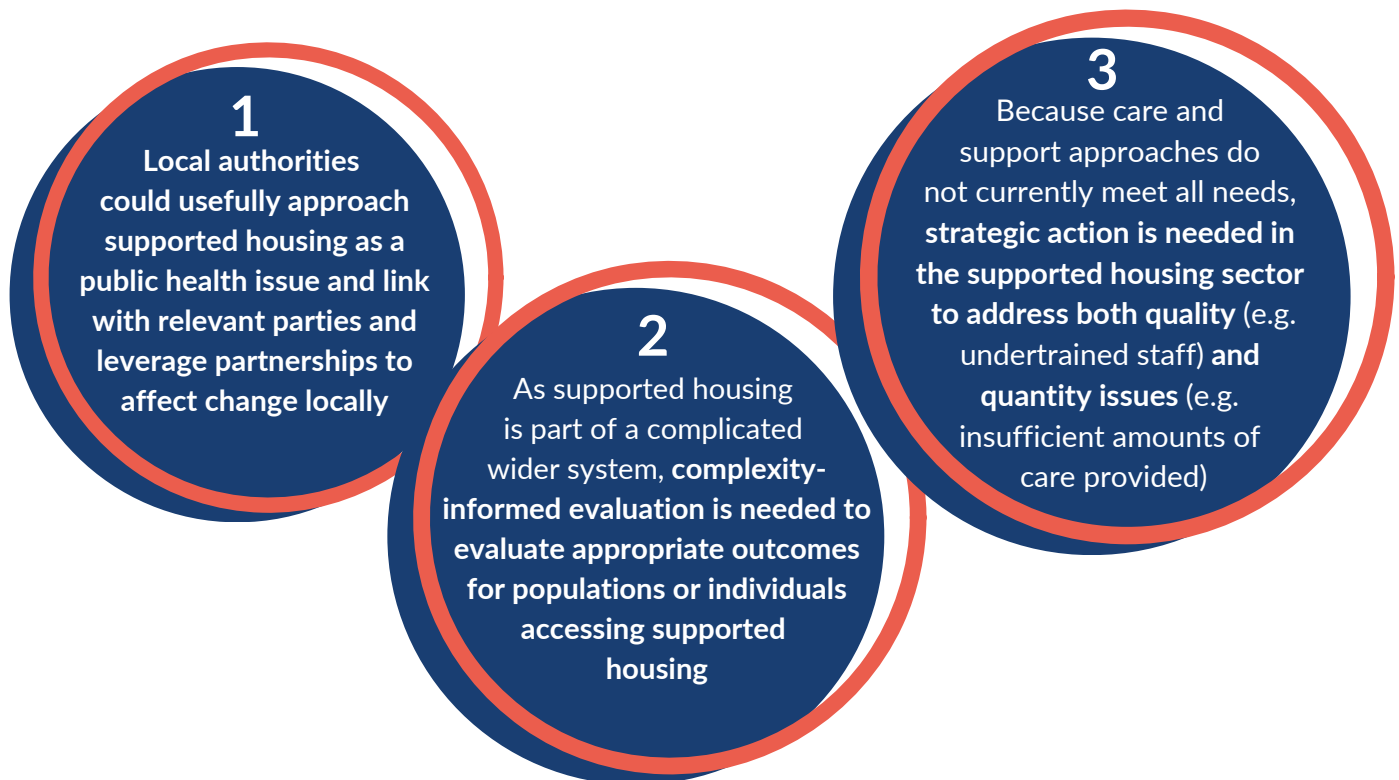 1
Local authorities
could usefully approach
supported housing as a
public health issue and link
with relevant parties and
leverage partnerships to
affect change locally
2
As supported housing
is part of a complicated
wider system, complexity-
informed evaluation is needed to
evaluate appropriate outcomes
for populations or individuals
accessing supported
housing
3
Because care and
support approaches do
not currently meet all needs,
strategic action is needed in
the supported housing sector
to address both quality (e.g.
undertrained staff) and
quantity issues (e.g.
insufficient amounts of
care provided)